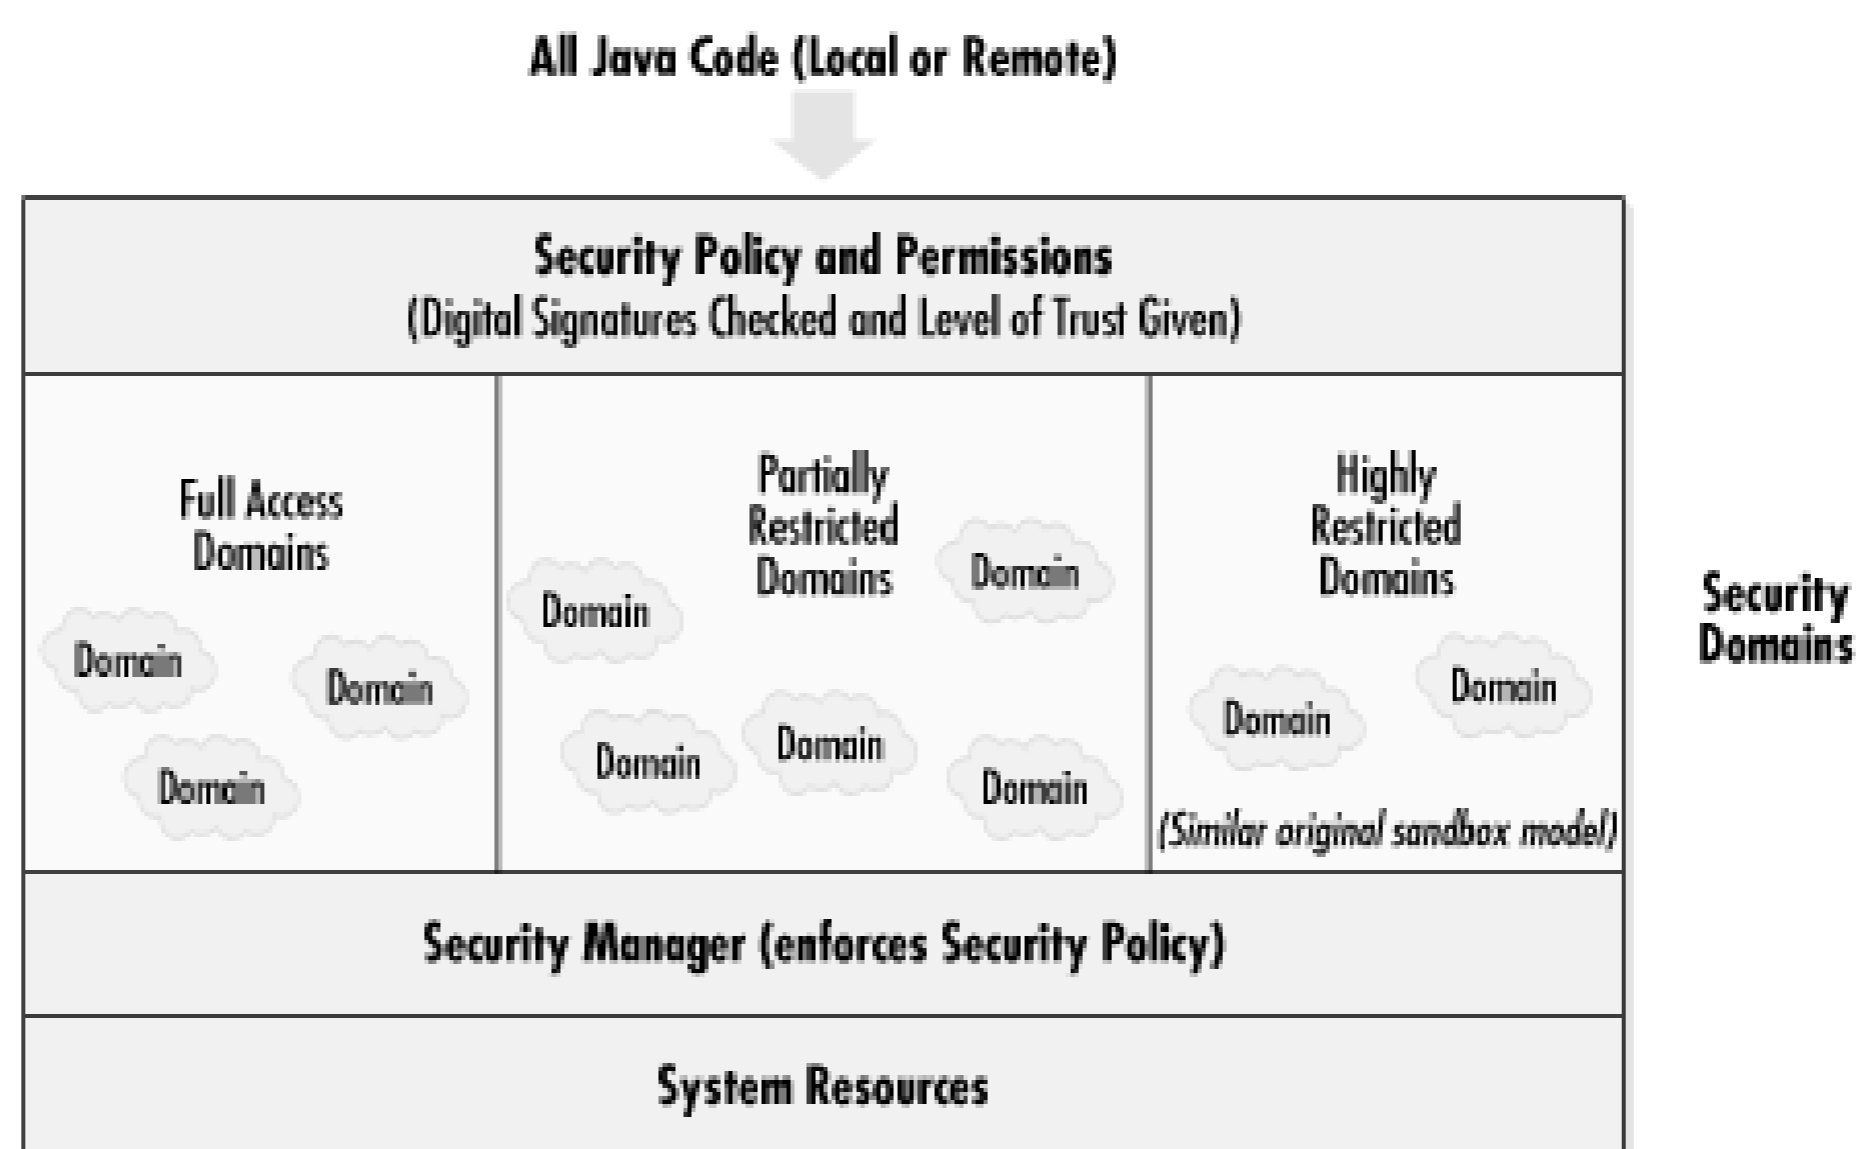 All Java Code (Local or Remote)
Security Policy and Permissions
(Digital Signatures Checked and Level of Trust Given)
Full Access
Domains
Domain
Domain
Domain
Partially
Restricted
Domains
Domain
Domain
Domain
Domain
Domain
Highly
Restricted
Domains
Domain
Domain
(Similar original sandbox model)
Security
Domains
Security Manager (enforces Security Policy)
System Resources